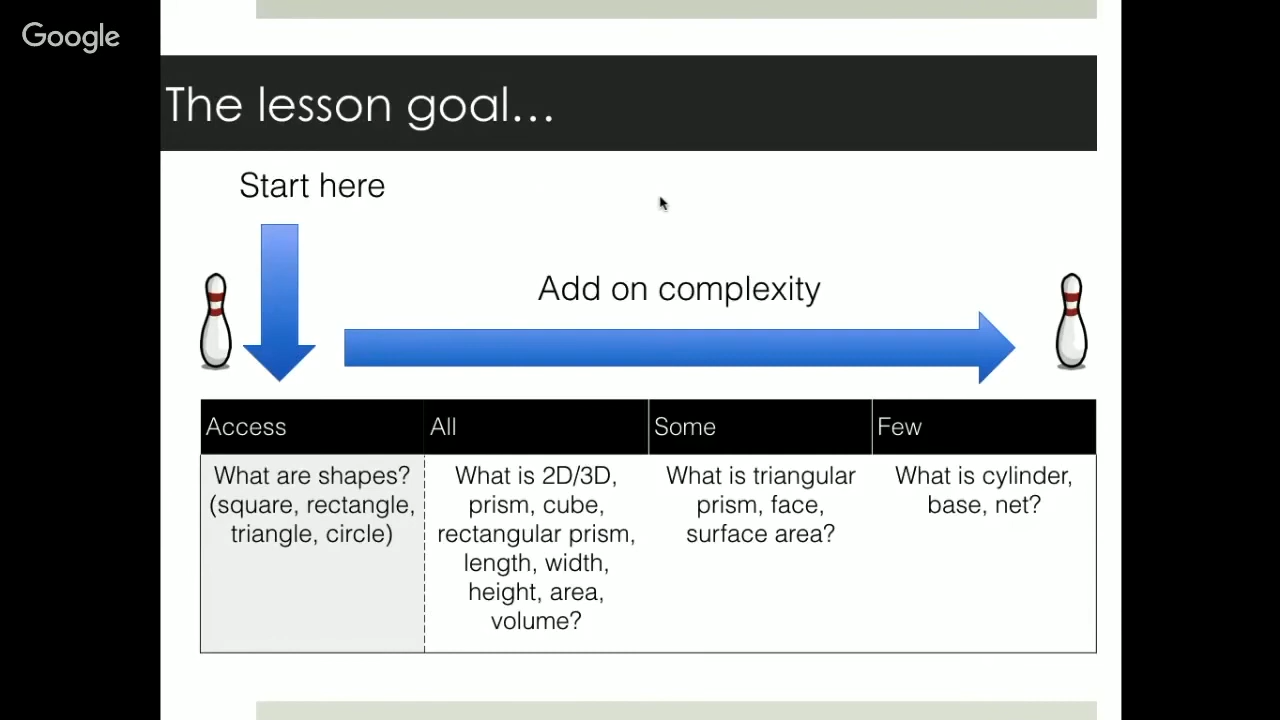 Google
The lesson goal...
Start here
Add on complexity
Access
All
Some
Few
What are shapes?
(square, rectangle,
triangle, circle)
What is 2D/3D,
prism, cube,
rectangular prism,
length, width,
height, area,
volume?
What is triangular
prism, face,
surface area?
What is cylinder,
base, net?